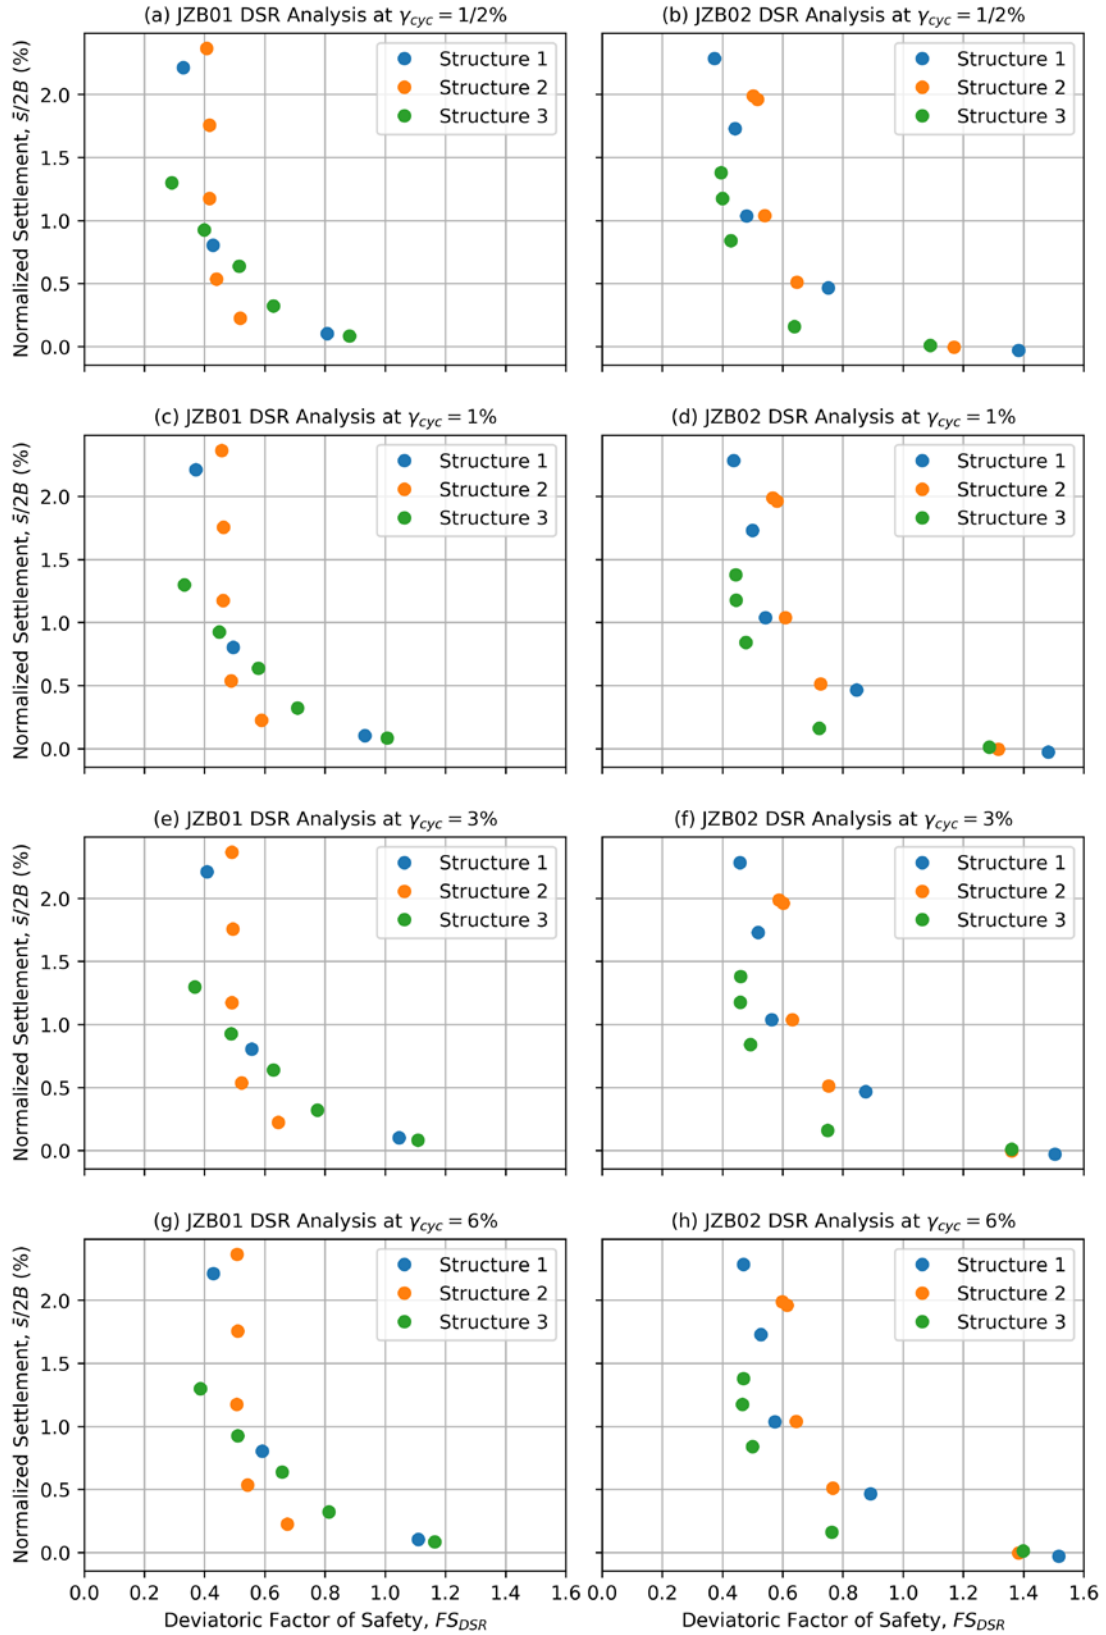 (a) JZB01 DSR Analysis at γcyc = 1/2%
(b) JZB02 DSR Analysis at γcyc = 1/2%
Normalized Settlement, s̄/2B (%)
2.0
1.5
1.0
0.5
0.0
Structure 1
Structure 2
Structure 3
Structure 1
Structure 2
Structure 3
(c) JZB01 DSR Analysis at γcyc = 1%
(d) JZB02 DSR Analysis at γcyc = 1%
Normalized Settlement, s̄/2B (%)
2.0
1.5
1.0
0.5
0.0
Structure 1
Structure 2
Structure 3
Structure 1
Structure 2
Structure 3
(e) JZB01 DSR Analysis at γcyc = 3%
(f) JZB02 DSR Analysis at γcyc = 3%
Normalized Settlement, s̄/2B (%)
2.0
1.5
1.0
0.5
0.0
Structure 1
Structure 2
Structure 3
Structure 1
Structure 2
Structure 3
(g) JZB01 DSR Analysis at γcyc = 6%
(h) JZB02 DSR Analysis at γcyc = 6%
Normalized Settlement, s̄/2B (%)
2.0
1.5
1.0
0.5
0.0
Structure 1
Structure 2
Structure 3
Structure 1
Structure 2
Structure 3
0.0 0.2 0.4 0.6 0.8 1.0 1.2 1.4 1.6
0.0 0.2 0.4 0.6 0.8 1.0 1.2 1.4 1.6
Deviatoric Factor of Safety, FSDSR
Deviatoric Factor of Safety, FSDSR